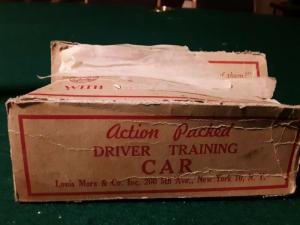 WITH
Action Packed
DRIVER TRAINING
CAR
Louis Marx & Co. Inc. 200 5th Ave., New York 10, N. Y.